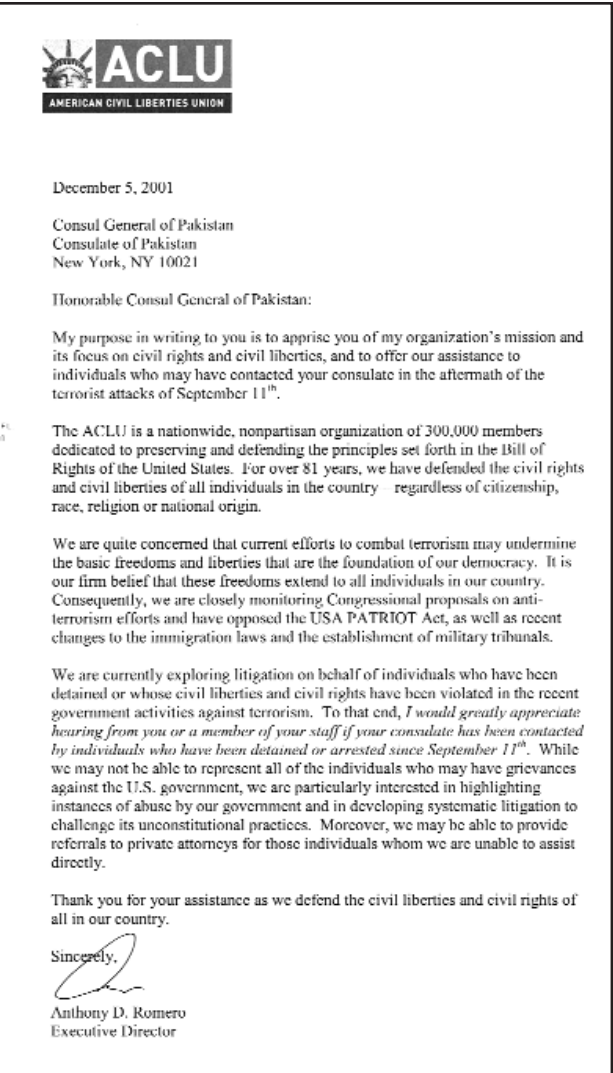 ACLU
AMERICAN CIVIL LIBERTIES UNION
December 5, 2001
Consul General of Pakistan
Consulate of Pakistan
New York, NY 10021
Honorable Consul General of Pakistan:
My purpose in writing to you is to apprise you of my organization's mission and
its focus on civil rights and civil liberties, and to offer our assistance to
individuals who may have contacted your consulate in the aftermath of the
terrorist attacks of September 11th.
The ACLU is a nationwide, nonpartisan organization of 300,000 members
dedicated to preserving and defending the principles set forth in the Bill of
Rights of the United States. For over 81 years, we have defended the civil rights
and civil liberties of all individuals in the country – regardless of citizenship,
race, religion or national origin.
We are quite concerned that current efforts to combat terrorism may undermine
the basic freedoms and liberties that are the foundation of our democracy. It is
our firm belief that these freedoms extend to all individuals in our country.
Consequently, we are closely monitoring Congressional proposals on anti-
terrorism efforts and have opposed the USA PATRIOT Act, as well as recent
changes to the immigration laws and the establishment of military tribunals.
We are currently exploring litigation on behalf of individuals who have been
detained or whose civil liberties and civil rights have been violated in the recent
government activities against terrorism. To that end, I would greatly appreciate
hearing from you or a member of your staff if your consulate has been contacted
by individuals who have been detained or arrested since September 11th. While
we may not be able to represent all of the individuals who may have grievances
against the U.S. government, we are particularly interested in highlighting
instances of abuse by our government and in developing systematic litigation to
challenge its unconstitutional practices. Moreover, we may be able to provide
referrals to private attorneys for those individuals whom we are unable to assist
directly.
Thank you for your assistance as we defend the civil liberties and civil rights of
all in our country.
Sincerely,
Anthony D. Romero
Executive Director